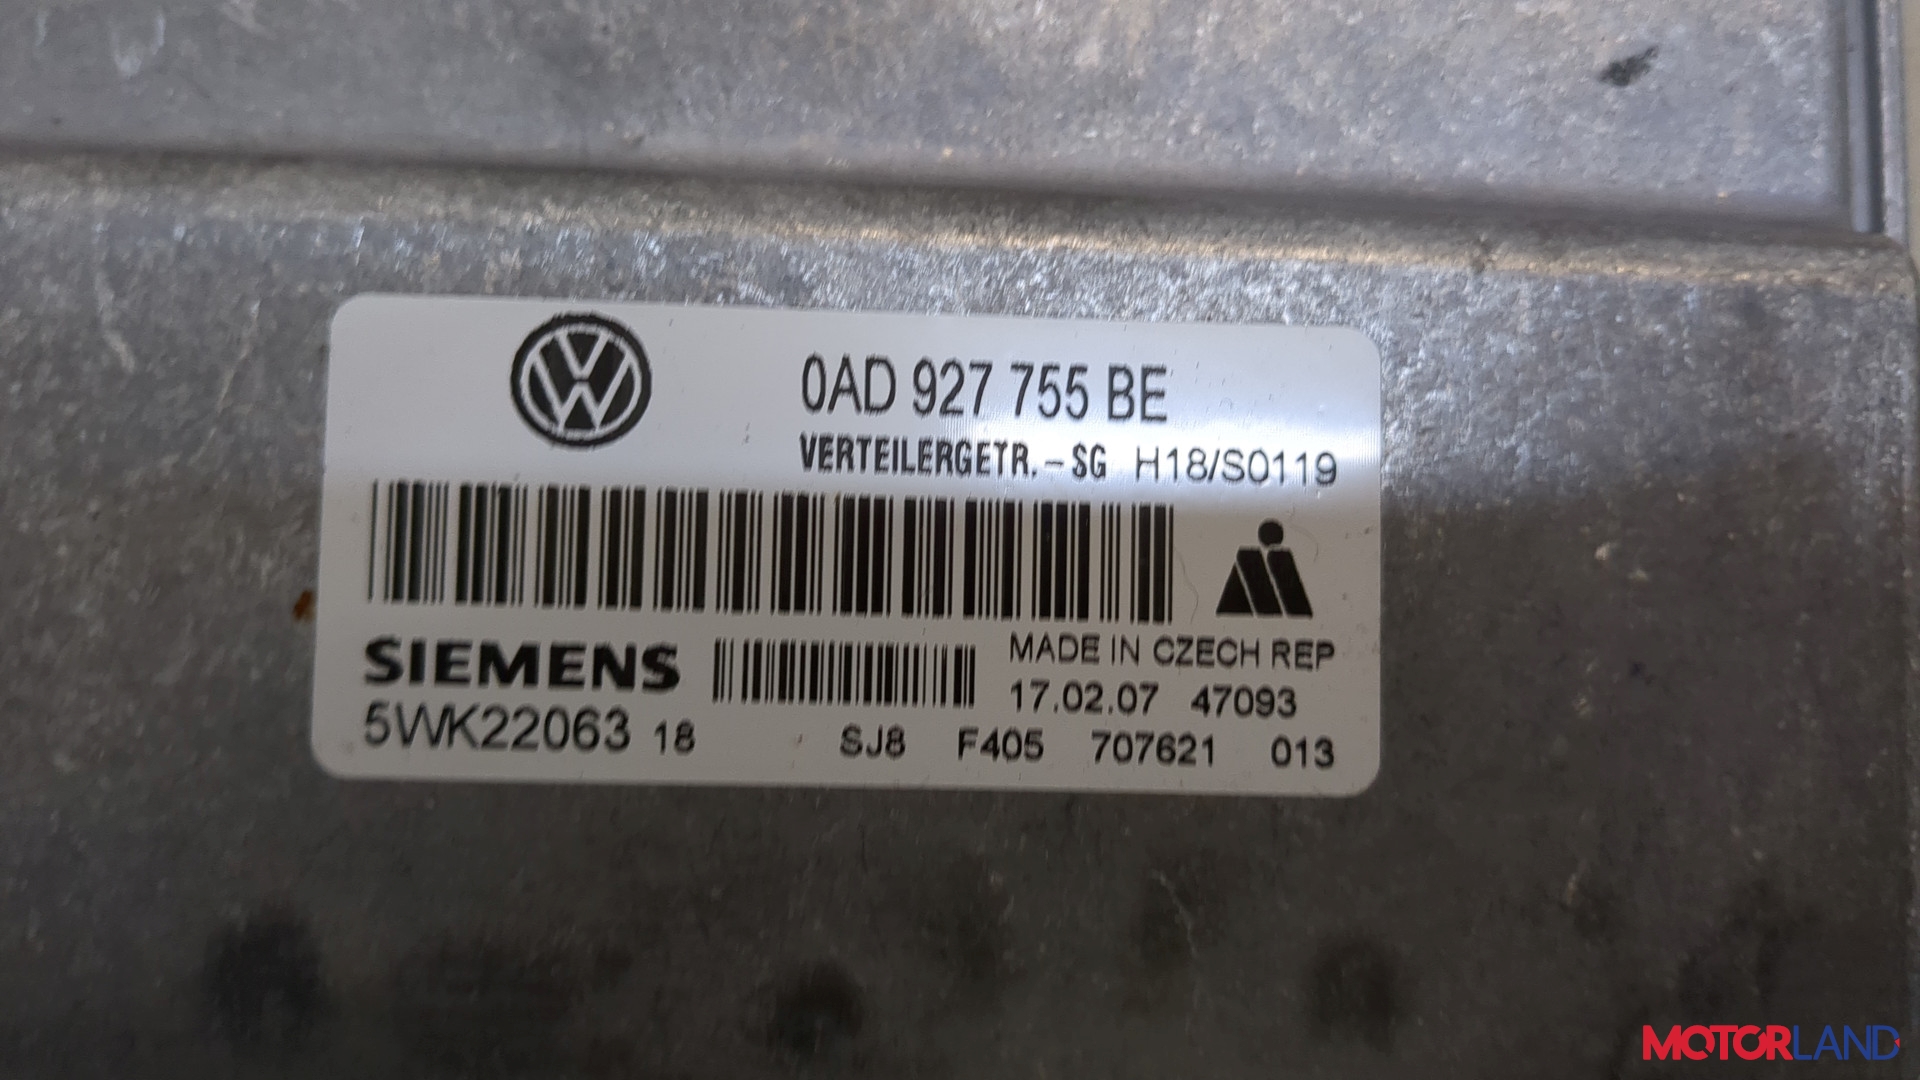 0AD 927 755 BE
VERTEILERGETR.-SG H18/S0119
SIEMENS
MADE IN CZECH REP
17.02.07 47093
5WK22063 18 SJ8 F405 707621 013
MOTORLAND